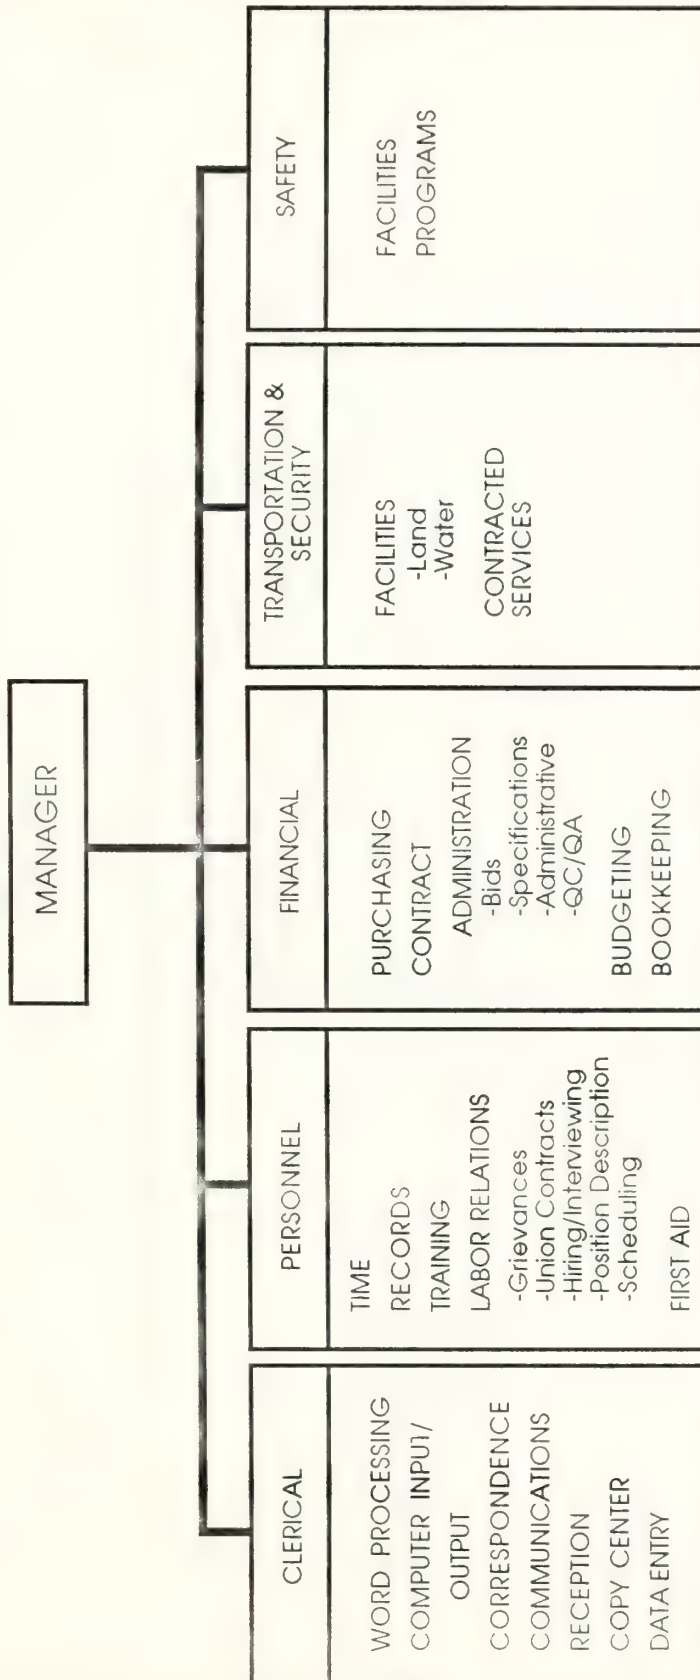 MANAGER
CLERICAL
WORD PROCESSING
COMPUTER INPUT/
OUTPUT
CORRESPONDENCE
COMMUNICATIONS
RECEPTION
COPY CENTER
DATA ENTRY
PERSONNEL
TIME
RECORDS
TRAINING
LABOR RELATIONS
-Grievances
-Union Contracts
-Hiring/Interviewing
-Position Description
-Scheduling
FIRST AID
FINANCIAL
PURCHASING
CONTRACT
ADMINISTRATION
-Bids
-Specifications
-Administrative
-QC/QA
BUDGETING
BOOKKEEPING
TRANSPORTATION &
SECURITY
FACILITIES
-Land
-Water
CONTRACTED
SERVICES
SAFETY
FACILITIES
PROGRAMS